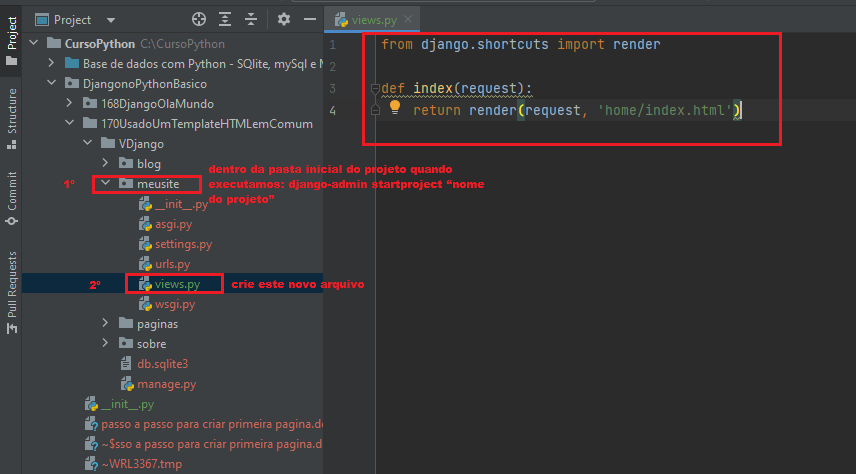 Project
views.py
CursoPython C:\CursoPython
Base de dados com Python - SQlite, mySql e M
DjangonoPythonBasico
168DjangoOlaMundo
170UsadoUmTemplateHTMLemComum
VDjango
blog
1º
meusite
dentro da pasta inicial do projeto quando
executamos: django-admin startproject “nome
do projeto”
__init__.py
asgi.py
settings.py
urls.py
2º
views.py
crie este novo arquivo
wsgi.py
paginas
sobre
db.sqlite3
manage.py
__init__.py
passo a passo para criar primeira pagina.do
~$sso a passo para criar primeira pagina.d
~WRL3367.tmp
Project
Structure
Commit
Pull Requests
1 from django.shortcuts import render
2
3 def index(request):
4 return render(request, 'home/index.html')